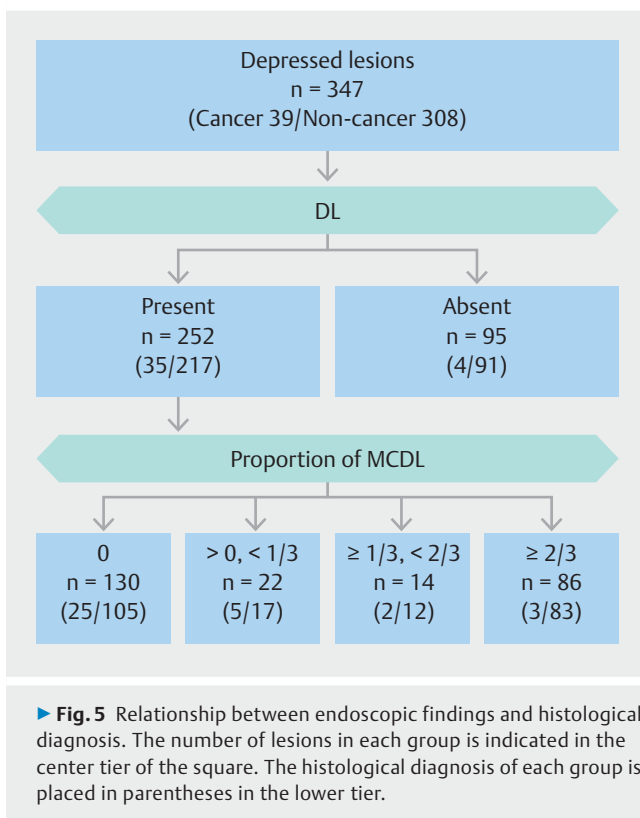 Depressed lesions
n = 347
(Cancer 39/Non-cancer 308)
DL
Present
n = 252
(35/217)
Absent
n = 95
(4/91)
Proportion of MCDL
0
n = 130
(25/105)
> 0, < 1/3
n = 22
(5/17)
≥ 1/3, < 2/3
n = 14
(2/12)
≥ 2/3
n = 86
(3/83)
▶ Fig. 5 Relationship between endoscopic findings and histological
diagnosis. The number of lesions in each group is indicated in the
center tier of the square. The histological diagnosis of each group is
placed in parentheses in the lower tier.